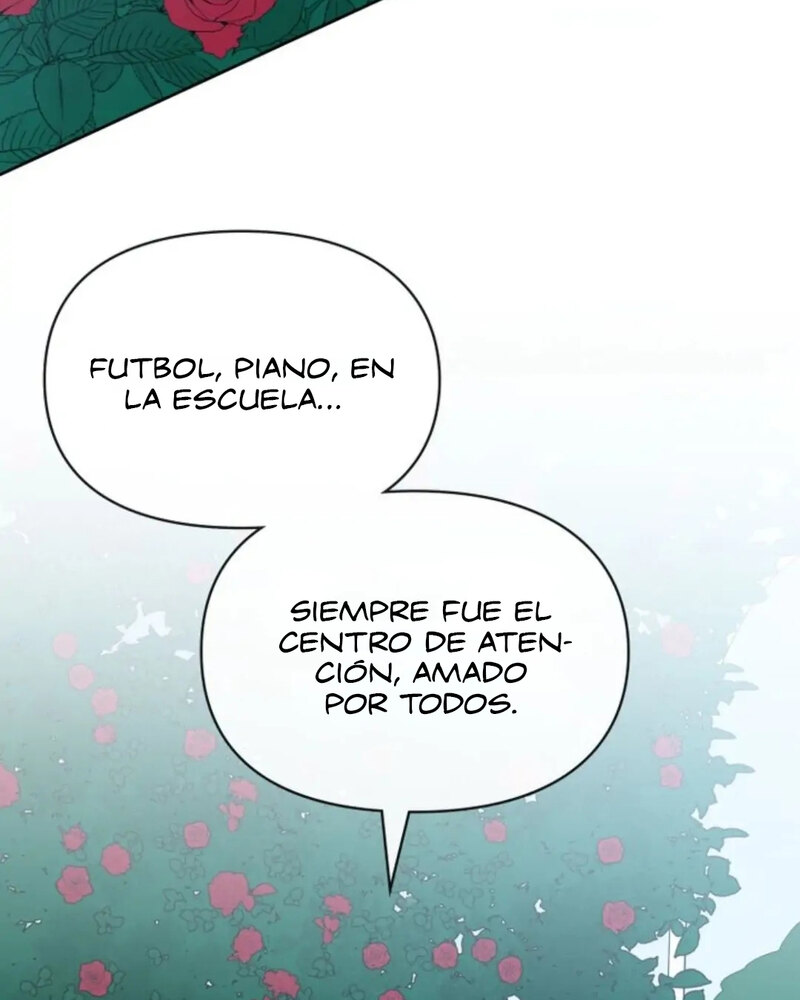 FUTBOL, PIANO, EN
LA ESCUELA...
SIEMPRE FUE EL
CENTRO DE ATEN-
CIÓN, AMADO
POR TODOS.